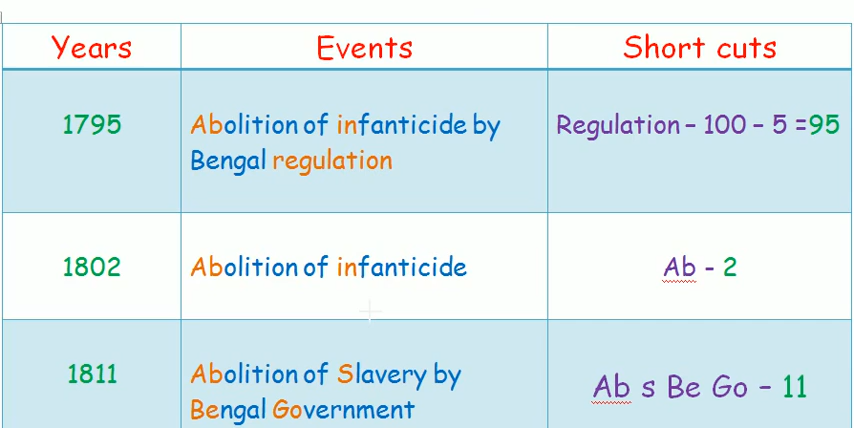 Years Events Short cuts
1795 Abolition of infanticide by Regulation – 100 – 5 =95
Bengal regulation
1802 Abolition of infanticide Ab - 2
1811 Abolition of Slavery by Ab s Be Go – 11
Bengal Government